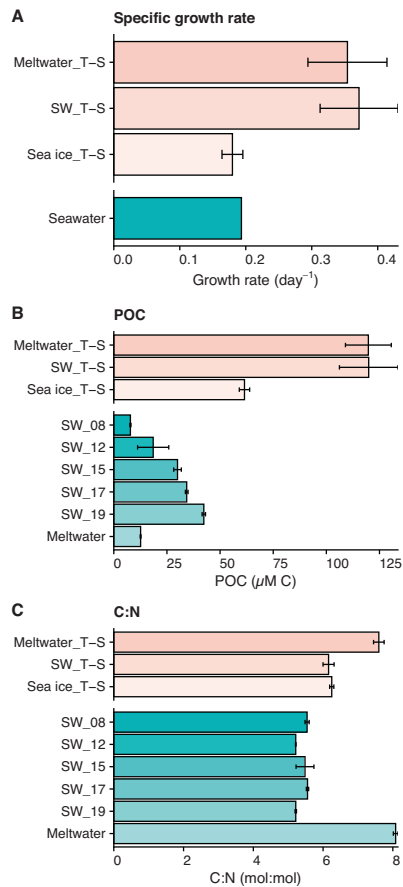 A Specific growth rate
Meltwater_T−S
SW_T−S
Sea ice_T−S
Seawater
0.0 0.1 0.2 0.3 0.4
Growth rate (day−1)
B POC
Meltwater_T−S
SW_T−S
Sea ice_T−S
SW_08
SW_12
SW_15
SW_17
SW_19
Meltwater
0 25 50 75 100 125
POC (µM C)
C C:N
Meltwater_T−S
SW_T−S
Sea ice_T−S
SW_08
SW_12
SW_15
SW_17
SW_19
Meltwater
0 2 4 6 8
C:N (mol:mol)